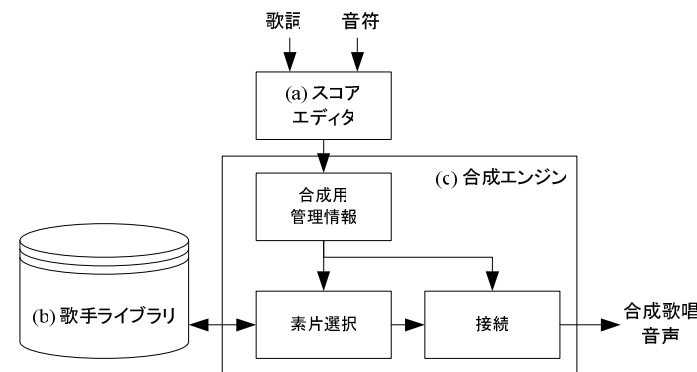 歌詞
音符
(a) スコア
エディタ
(c) 合成エンジン
合成用
管理情報
(b) 歌手ライブラリ
素片選択
接続
合成歌唱
音声